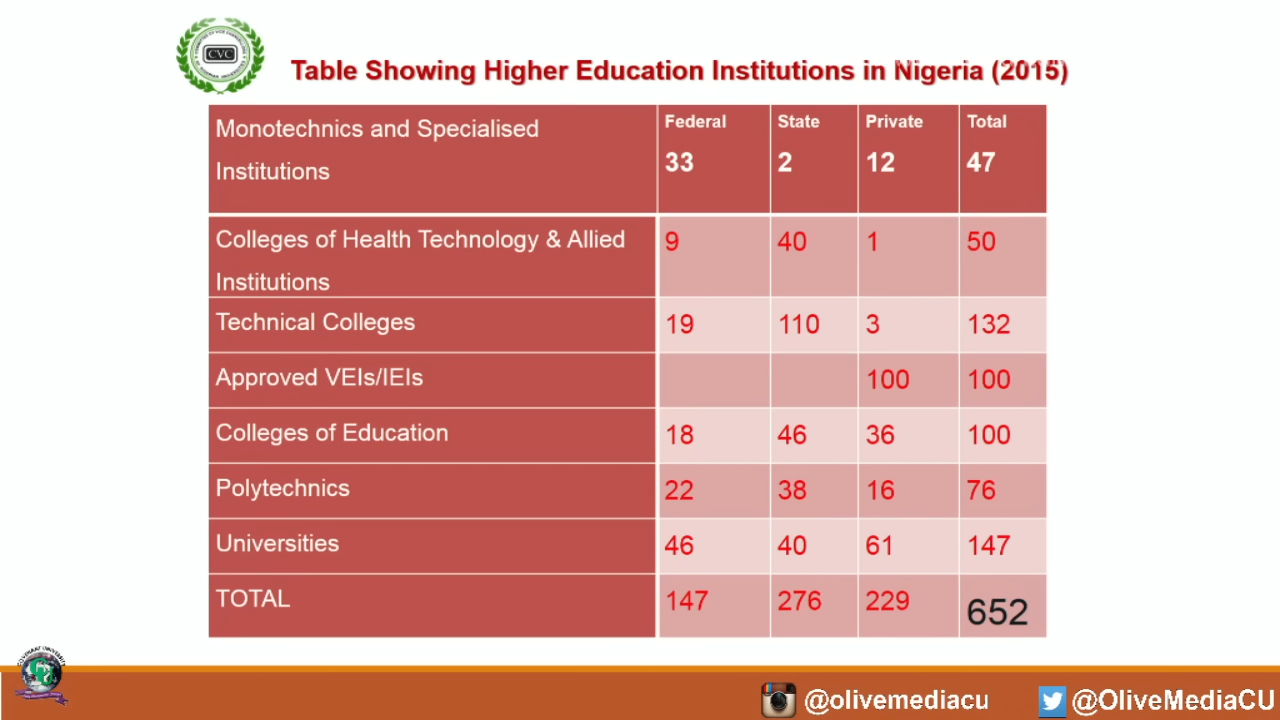 CVC
Table Showing Higher Education Institutions in Nigeria (2015)
Monotechnics and Specialised Institutions Federal 33 State 2 Private 12 Total 47
Colleges of Health Technology & Allied Institutions 9 40 1 50
Technical Colleges 19 110 3 132
Approved VEIs/IEIs 100 100
Colleges of Education 18 46 36 100
Polytechnics 22 38 16 76
Universities 46 40 61 147
TOTAL 147 276 229 652
@olivemediacu @OliveMediaCU